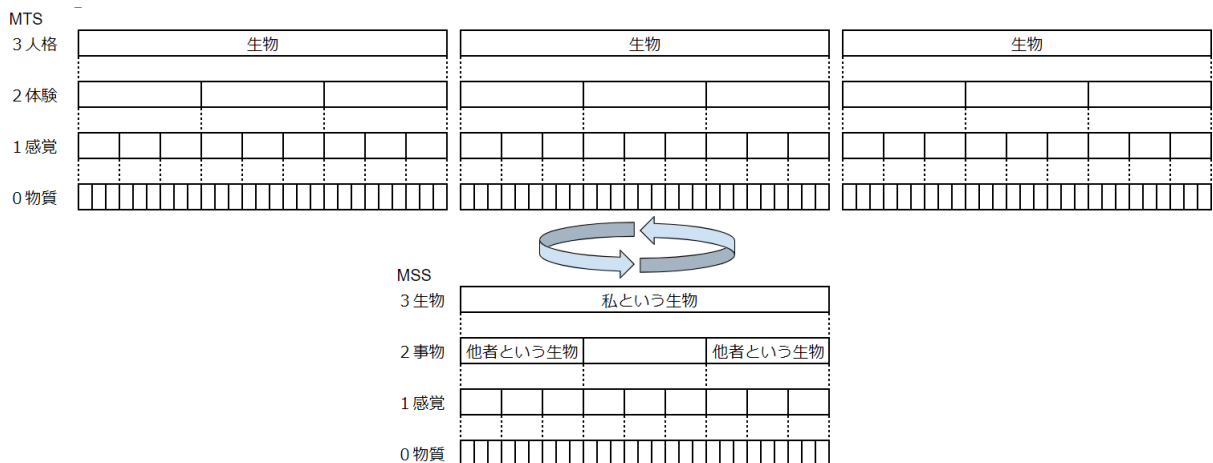 MTS
3人格 生物 生物 生物
2体験
1感覚
0物質
MSS
3生物 私という生物
2事物 他者という生物 他者という生物
1感覚
0物質